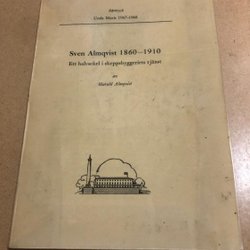 Särtryck
Unda Maris 1967-1968
Sven Almqvist 1860—1910
Ett halvsekel i skeppsbyggeriets tjänst
av
Harald Almqvist